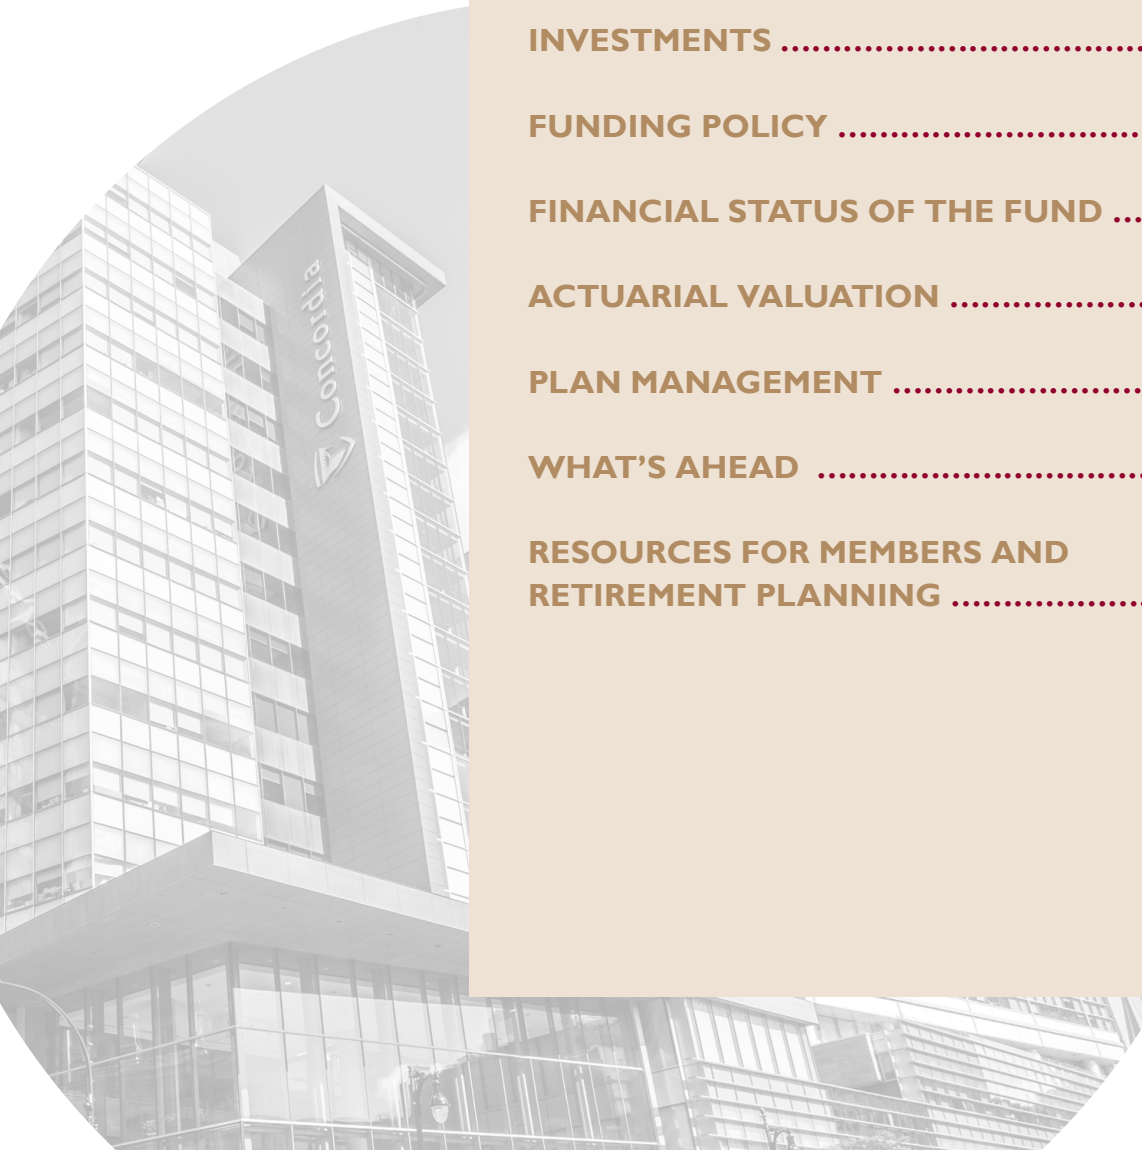 INVESTMENTS ....................................
FUNDING POLICY ..............................
FINANCIAL STATUS OF THE FUND ...
ACTUARIAL VALUATION ...................
PLAN MANAGEMENT ........................
WHAT’S AHEAD ................................
RESOURCES FOR MEMBERS AND
RETIREMENT PLANNING ...................
Concordia